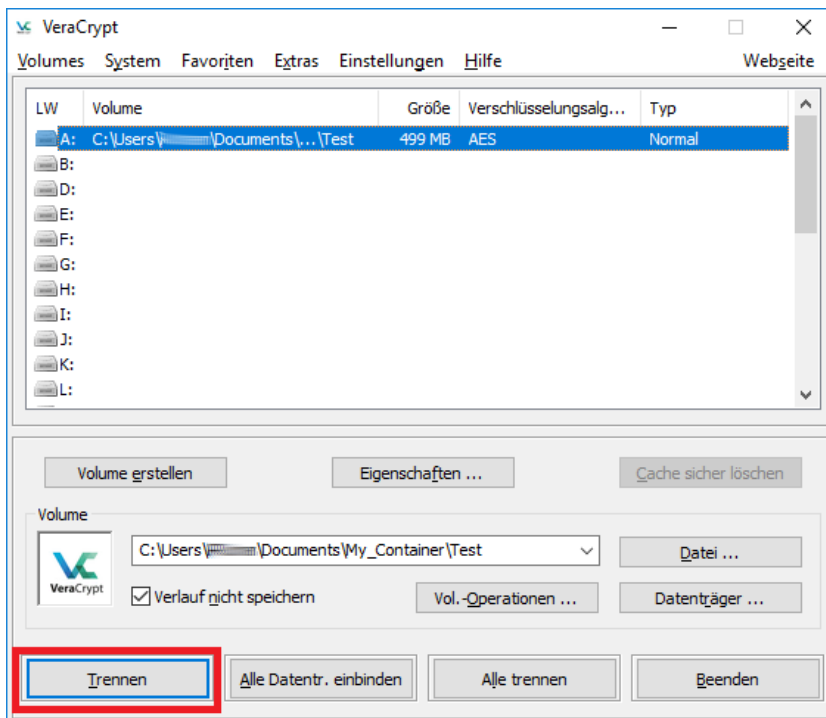 VeraCrypt
Volumes System Favoriten Extras Einstellungen Hilfe Webseite
LW Volume Größe Verschlüsselungsalg... Typ
A: C:\Users\ \Documents\...\Test 499 MB AES Normal
B:
D:
E:
F:
G:
H:
I:
J:
K:
L:
Volume erstellen Eigenschaften ... Cache sicher löschen
Volume
C:\Users\ \Documents\My_Container\Test Datei ...
VeraCrypt
Verlauf nicht speichern Vol.-Operationen ... Datenträger ...
Trennen Alle Datentr. einbinden Alle trennen Beenden